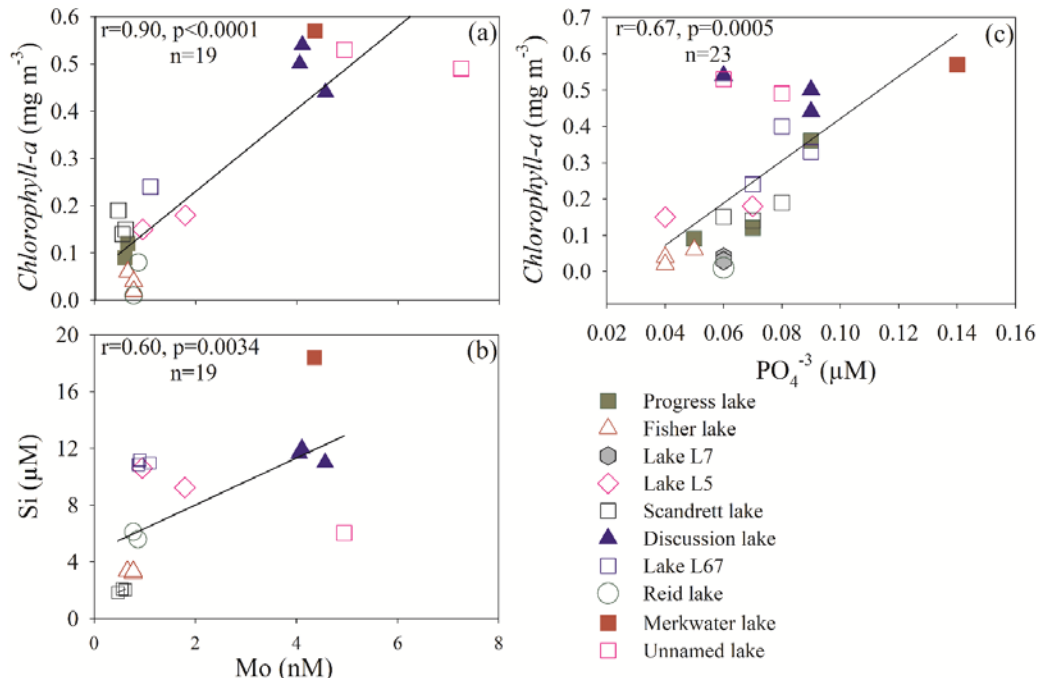 r=0.90, p<0.0001
n=19
(a)
Chlorophyll-a (mg m⁻³)
0.6
0.5
0.4
0.3
0.2
0.1
0.0
r=0.60, p=0.0034
n=19
(b)
Si (µM)
20
16
12
8
4
0
0 2 4 6 8
Mo (nM)
r=0.67, p=0.0005
n=23
(c)
Chlorophyll-a (mg m⁻³)
0.7
0.6
0.5
0.4
0.3
0.2
0.1
0.0
0.02 0.04 0.06 0.08 0.10 0.12 0.14 0.16
PO₄⁻³ (µM)
Progress lake
Fisher lake
Lake L7
Lake L5
Scandrett lake
Discussion lake
Lake L67
Reid lake
Merkwater lake
Unnamed lake